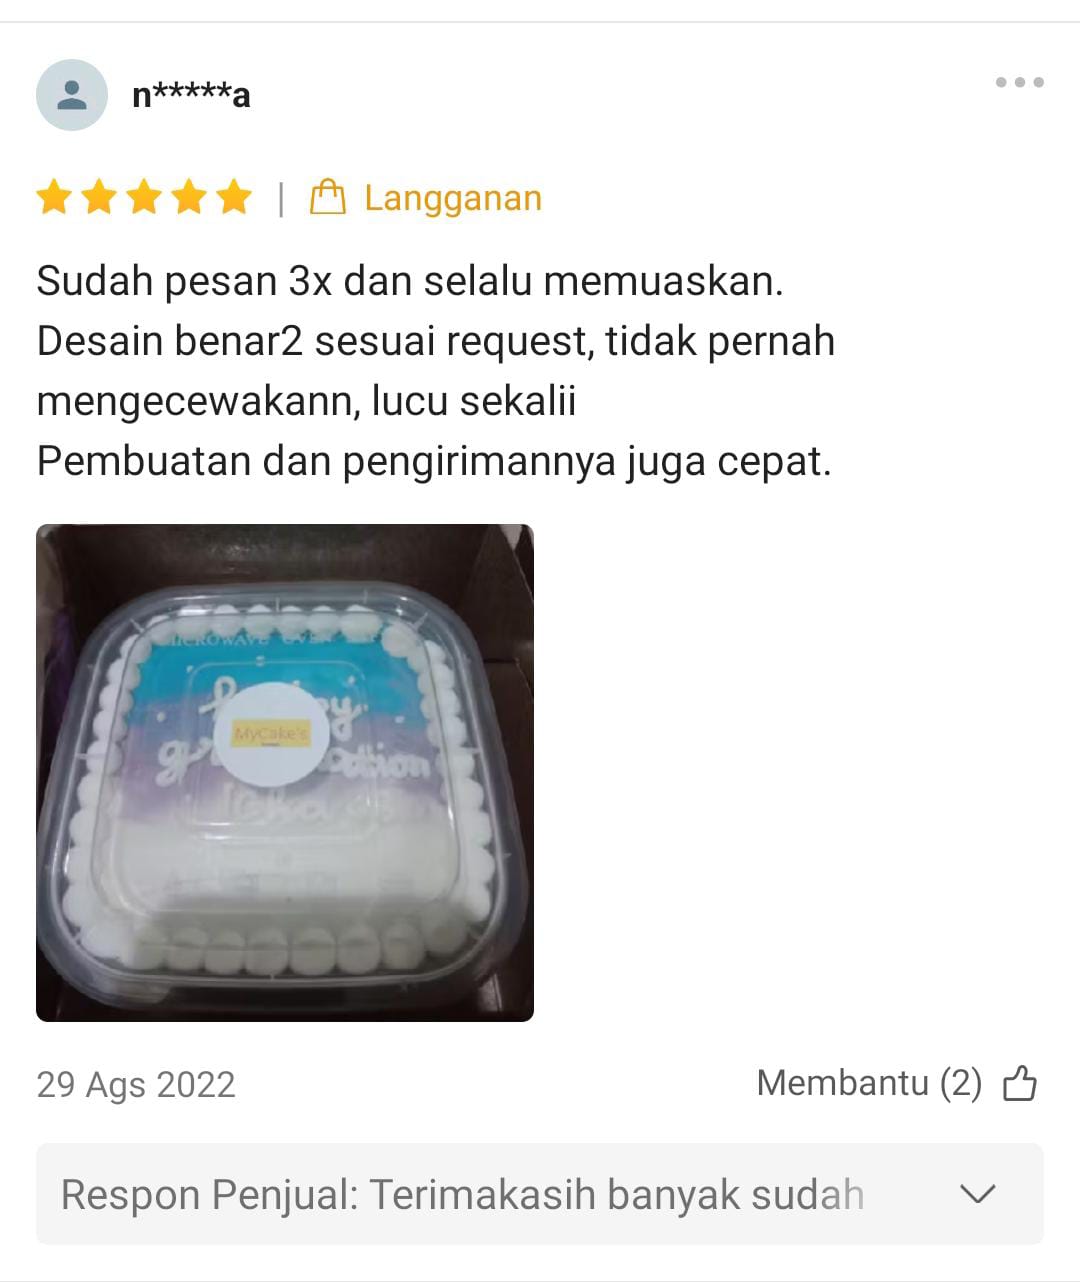 n*****a
| Langganan
Sudah pesan 3x dan selalu memuaskan.
Desain benar2 sesuai request, tidak pernah
mengecewakann, lucu sekalii
Pembuatan dan pengirimannya juga cepat.
MICROWAVE OVEN
MyCake's
29 Ags 2022
Membantu (2)
Respon Penjual: Terimakasih banyak sudah